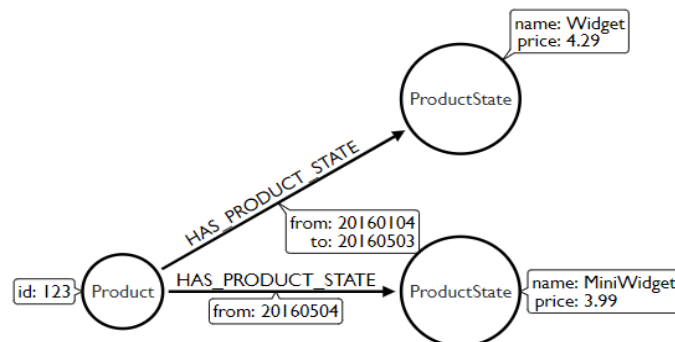 name: Widget
price: 4.29
ProductState
HAS_PRODUCT_STATE
from: 20160104
to: 20160503
id: 123
Product
HAS_PRODUCT_STATE
from: 20160504
ProductState
name: MiniWidget
price: 3.99